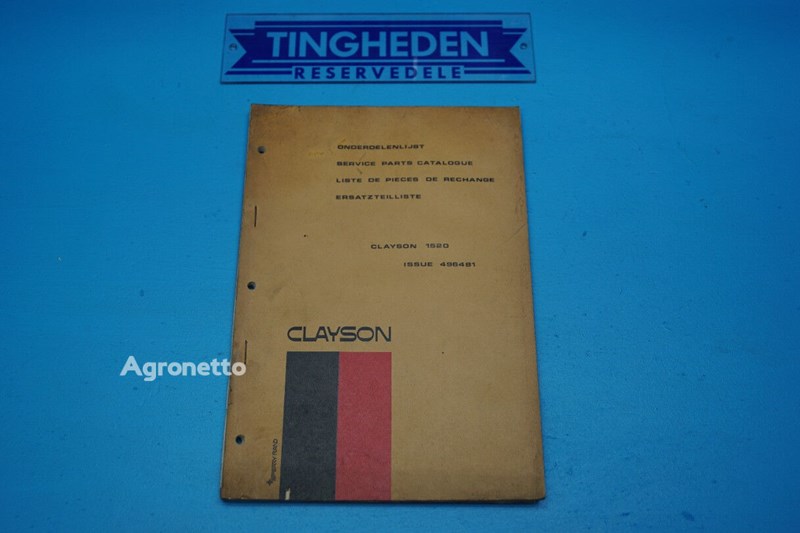 TINGHEDEN
RESERVEDELE
ONDERDELENLIJST
SERVICE PARTS CATALOGUE
LISTE DE PIECES DE RECHANGE
ERSATZTEILLISTE
CLAYSON 1520
ISSUE 496481
CLAYSON
Agronetto